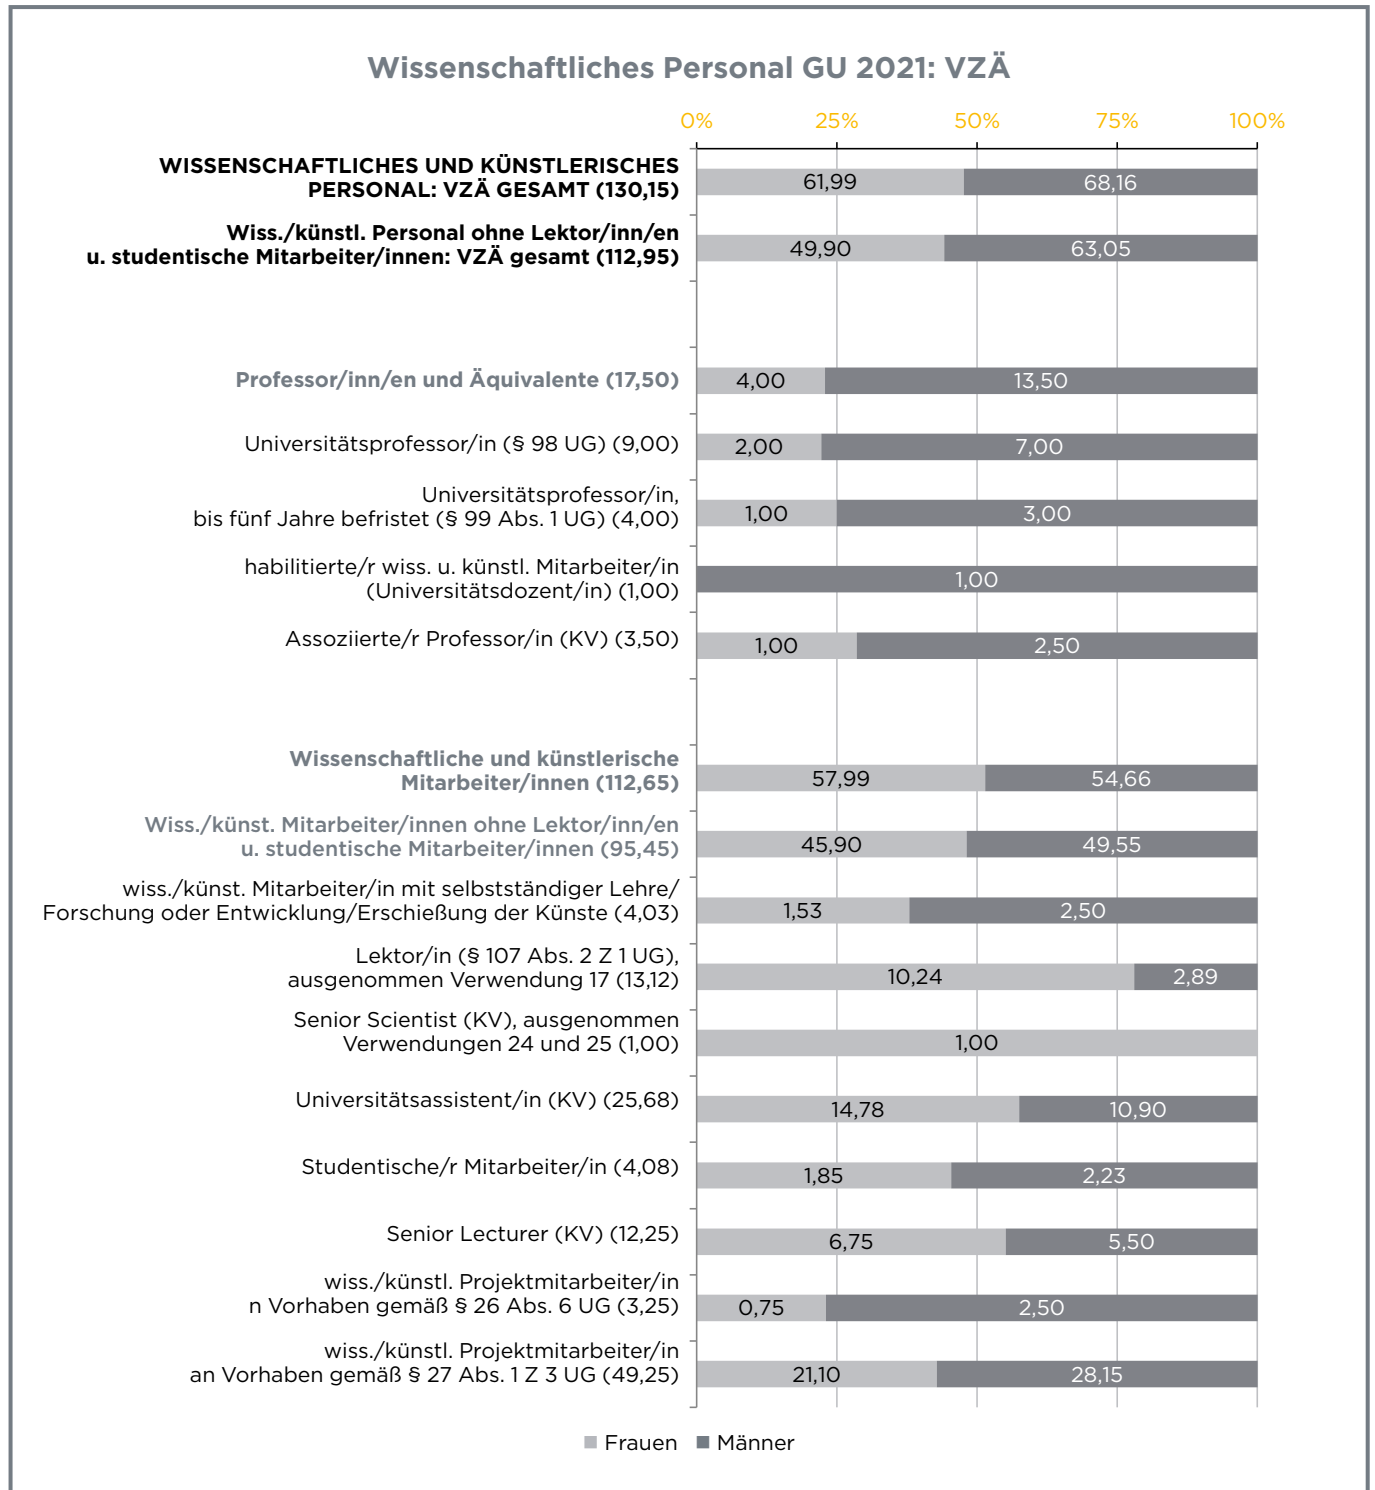 Wissenschaftliches Personal GU 2021: VZÄ
0% 25% 50% 75% 100%
WISSENSCHAFTLICHES UND KÜNSTLERISCHES
PERSONAL: VZÄ GESAMT (130,15)
61,99 68,16
Wiss./künstl. Personal ohne Lektor/inn/en
u. studentische Mitarbeiter/innen: VZÄ gesamt (112,95)
49,90 63,05
Professor/inn/en und Äquivalente (17,50)
4,00 13,50
Universitätsprofessor/in (§ 98 UG) (9,00)
2,00 7,00
Universitätsprofessor/in,
bis fünf Jahre befristet (§ 99 Abs. 1 UG) (4,00)
1,00 3,00
habilitierte/r wiss. u. künstl. Mitarbeiter/in
(Universitätsdozent/in) (1,00)
1,00
Assoziierte/r Professor/in (KV) (3,50)
1,00 2,50
Wissenschaftliche und künstlerische
Mitarbeiter/innen (112,65)
57,99 54,66
Wiss./künst. Mitarbeiter/innen ohne Lektor/inn/en
u. studentische Mitarbeiter/innen (95,45)
45,90 49,55
wiss./künst. Mitarbeiter/in mit selbstständiger Lehre/
Forschung oder Entwicklung/Erschießung der Künste (4,03)
1,53 2,50
Lektor/in (§ 107 Abs. 2 Z 1 UG),
ausgenommen Verwendung 17 (13,12)
10,24 2,89
Senior Scientist (KV), ausgenommen
Verwendungen 24 und 25 (1,00)
1,00
Universitätsassistent/in (KV) (25,68)
14,78 10,90
Studentische/r Mitarbeiter/in (4,08)
1,85 2,23
Senior Lecturer (KV) (12,25)
6,75 5,50
wiss./künstl. Projektmitarbeiter/in
n Vorhaben gemäß § 26 Abs. 6 UG (3,25)
0,75 2,50
wiss./künstl. Projektmitarbeiter/in
an Vorhaben gemäß § 27 Abs. 1 Z 3 UG (49,25)
21,10 28,15
Frauen Männer